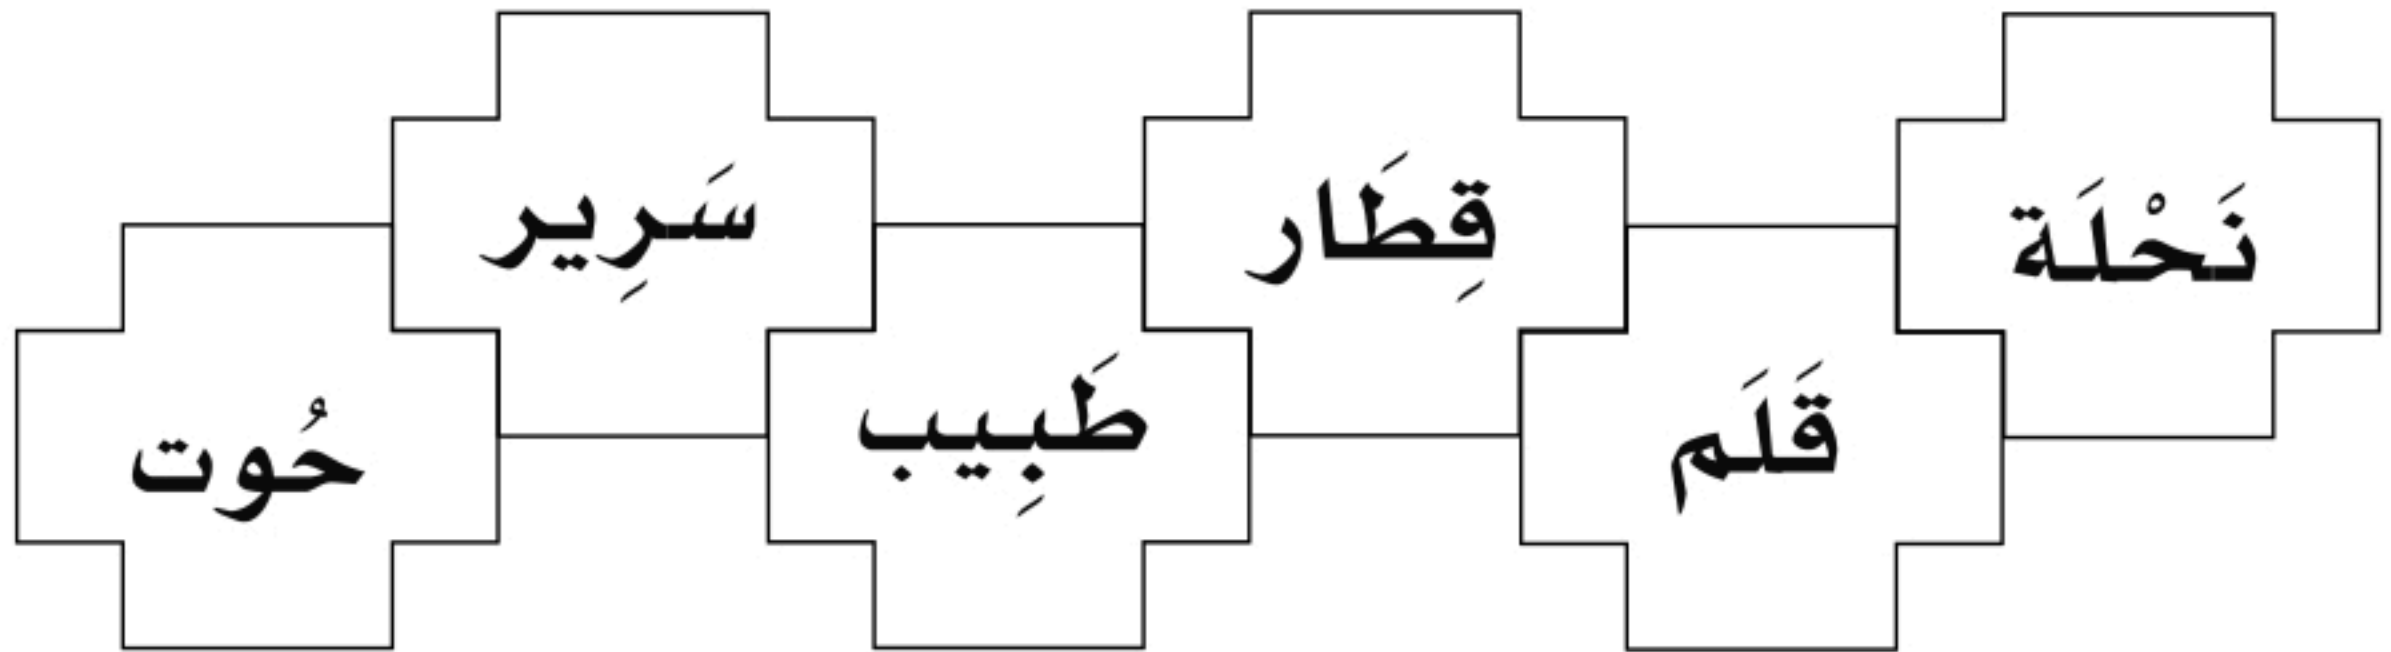 نَحْلَة
قَلَم
قِطَار
طَبِيب
سَرِير
حُوت